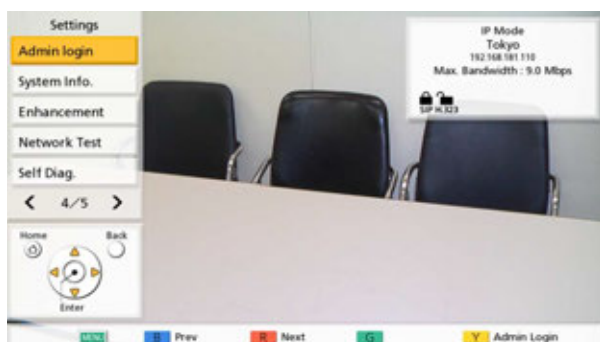 Settings
Admin login
System Info.
Enhancement
Network Test
Self Diag.
4/5
Home
Back
Enter
IP Mode
Tokyo
192.168.181.110
Max. Bandwidth : 9.0 Mbps
SIP H.323
MENU
B Prev
R Next
G
Y Admin Login